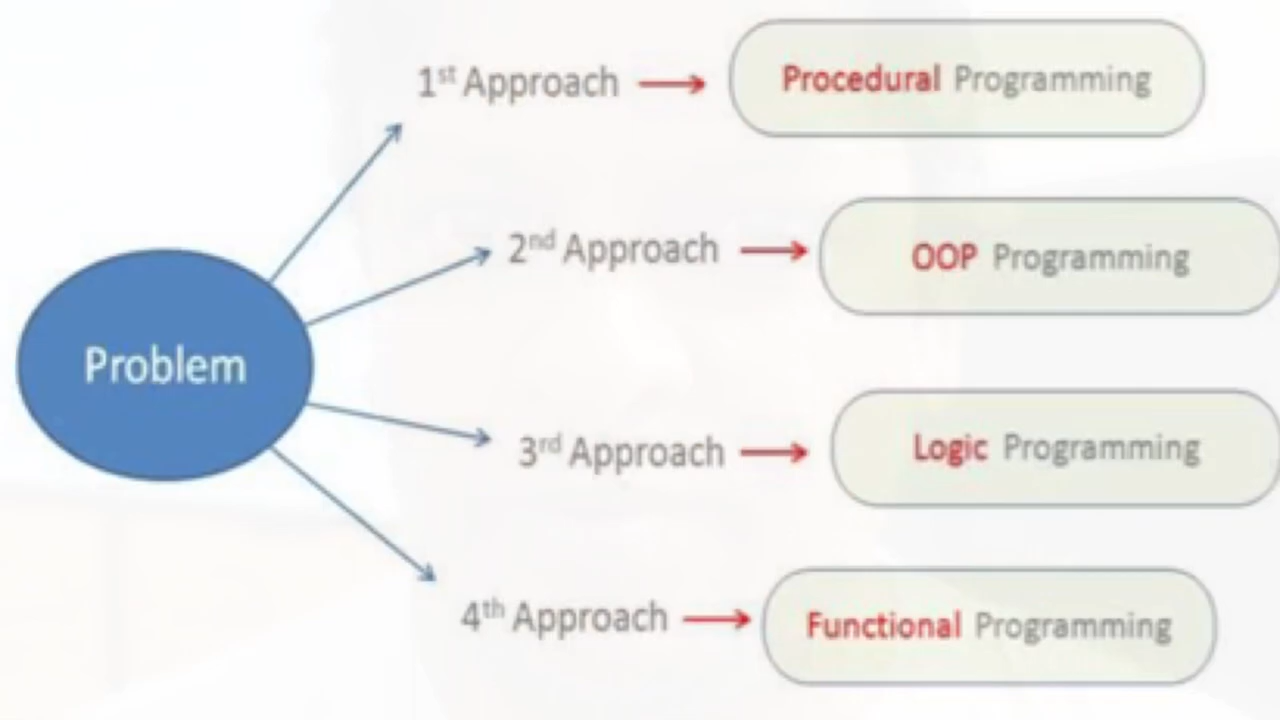 1st Approach
Procedural Programming
2nd Approach
OOP Programming
Problem
3rd Approach
Logic Programming
4th Approach
Functional Programming